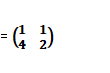 = (1 1
4 2)